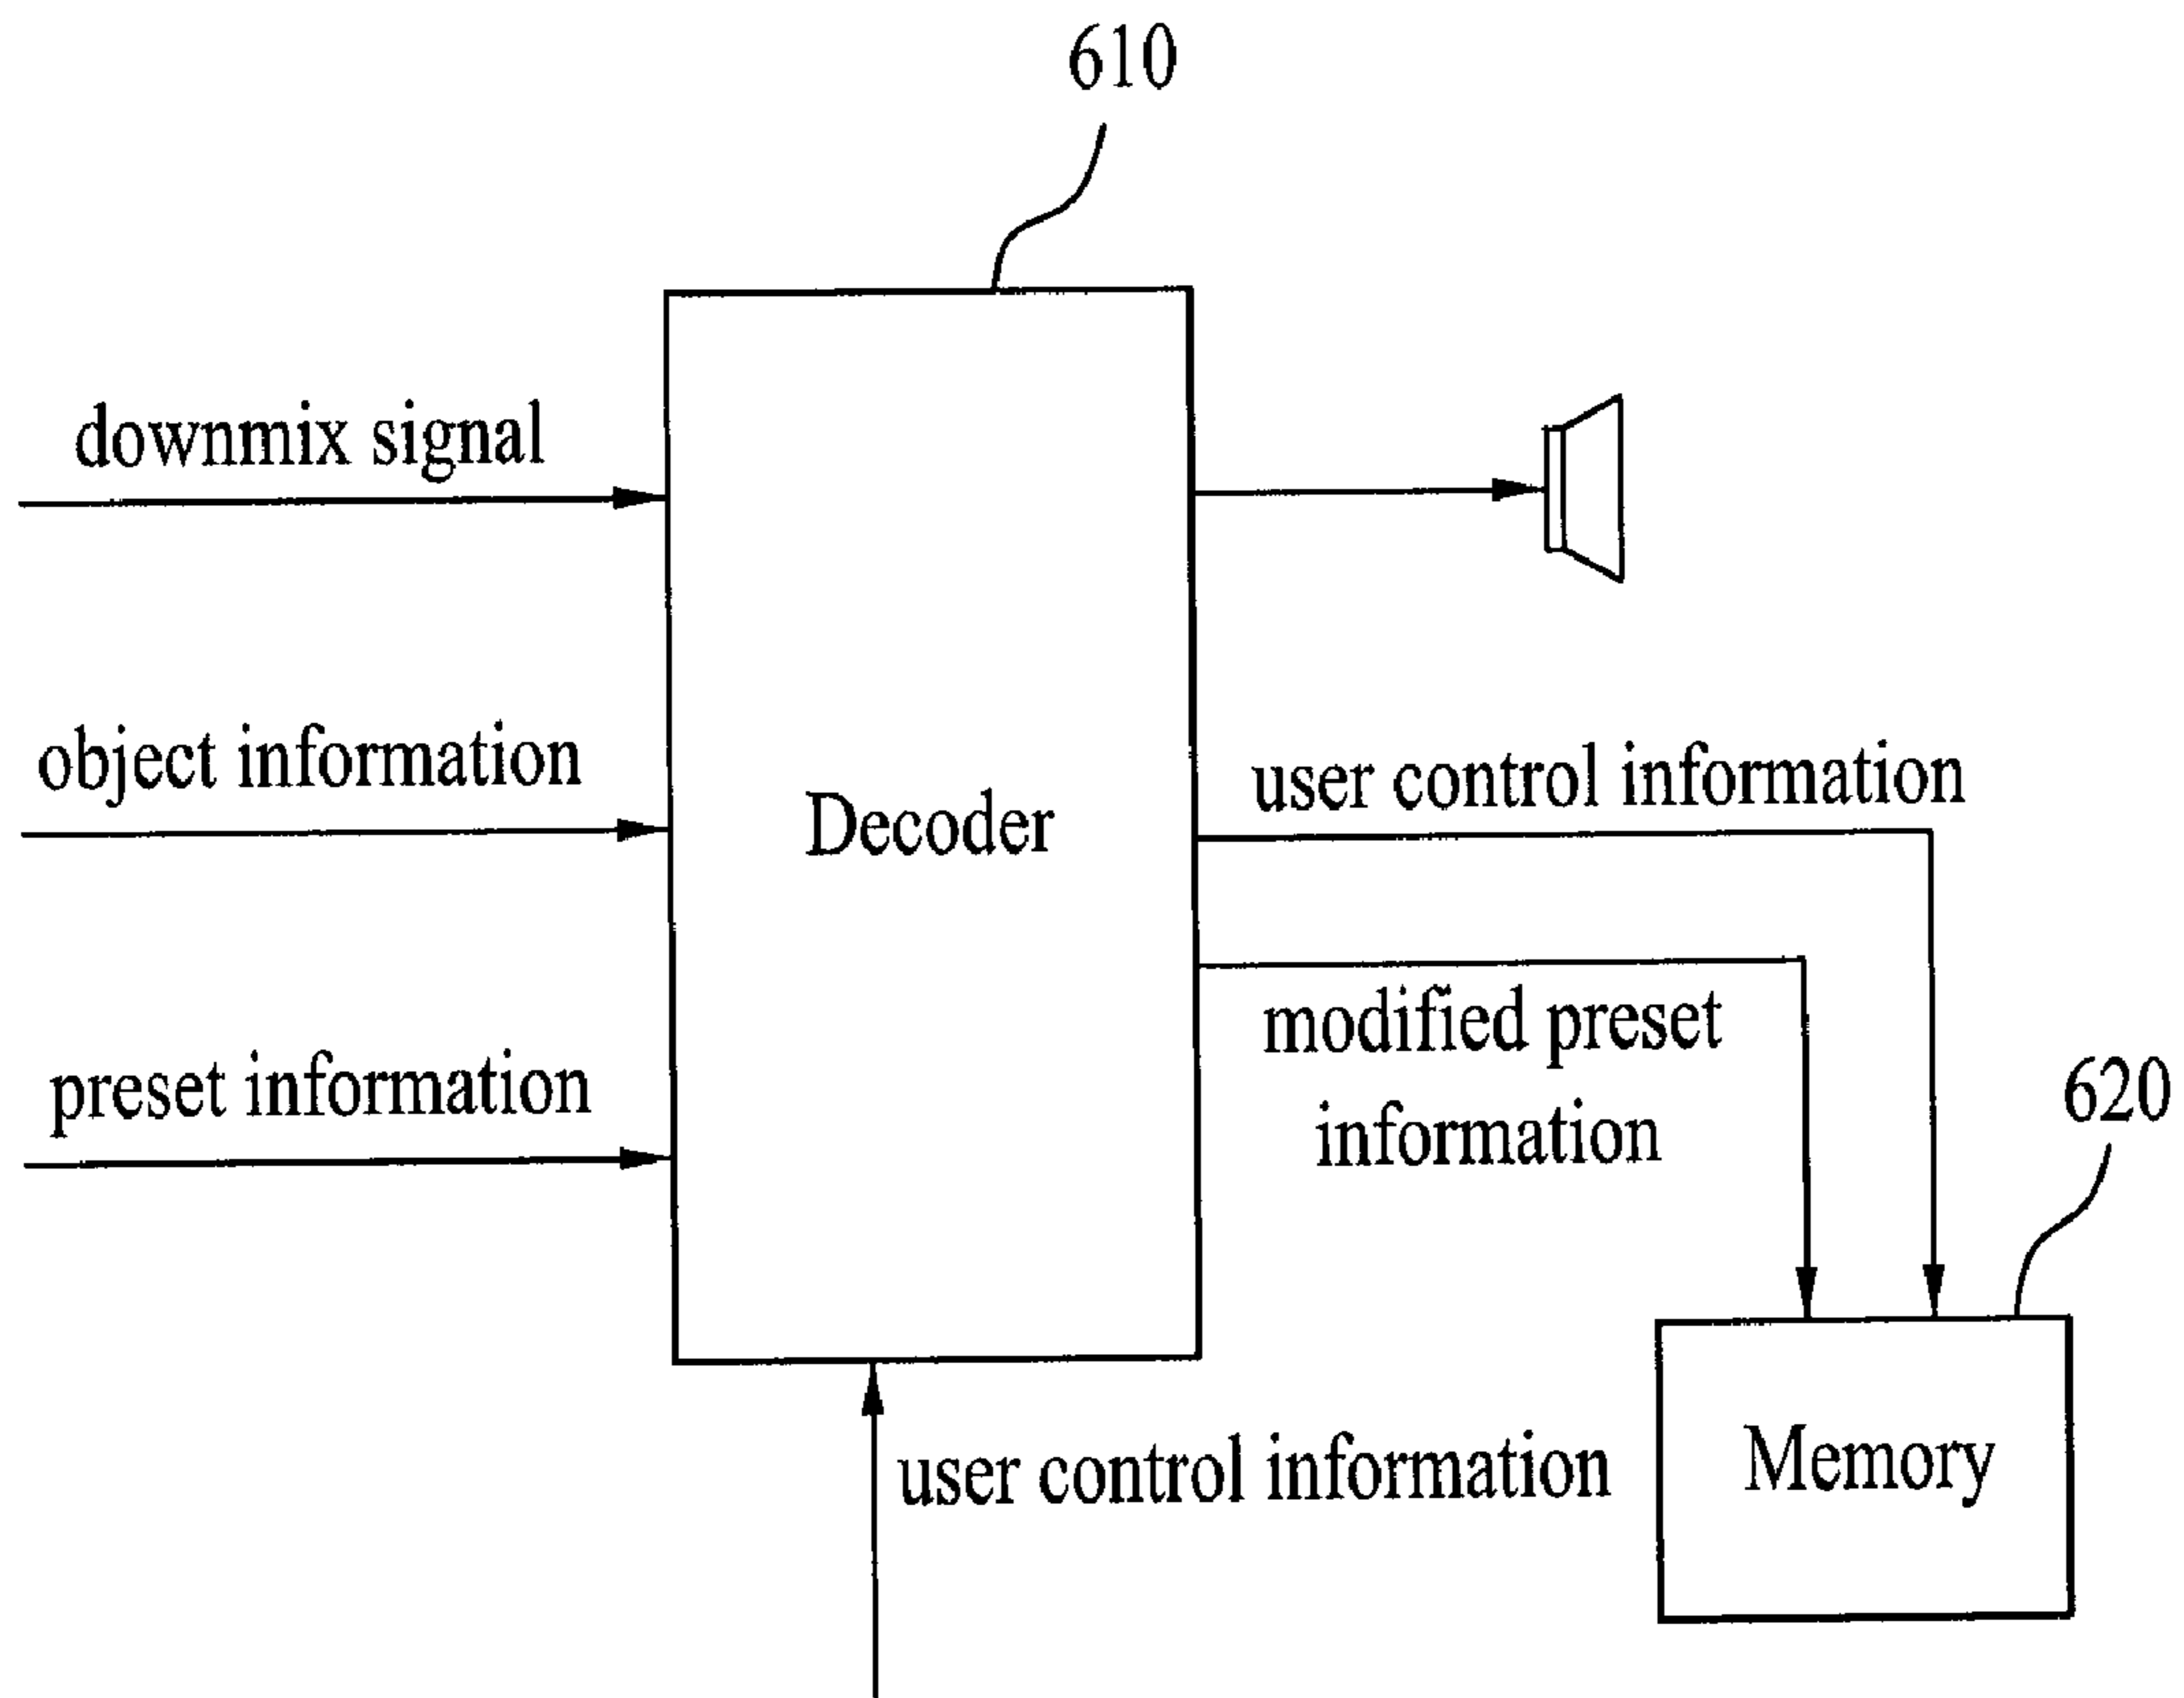 610
downmix signal
object information
Decoder
user control information
modified preset
information
preset information
620
user control information
Memory